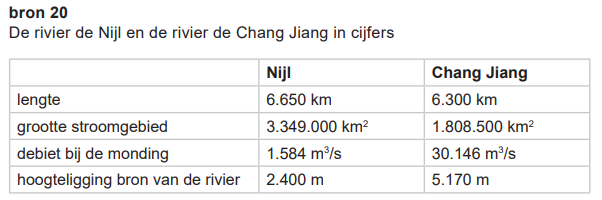 bron 20
De rivier de Nijl en de rivier de Chang Jiang in cijfers
Nijl Chang Jiang
lengte 6.650 km 6.300 km
grootte stroomgebied 3.349.000 km² 1.808.500 km²
debiet bij de monding 1.584 m³/s 30.146 m³/s
hoogteligging bron van de rivier 2.400 m 5.170 m